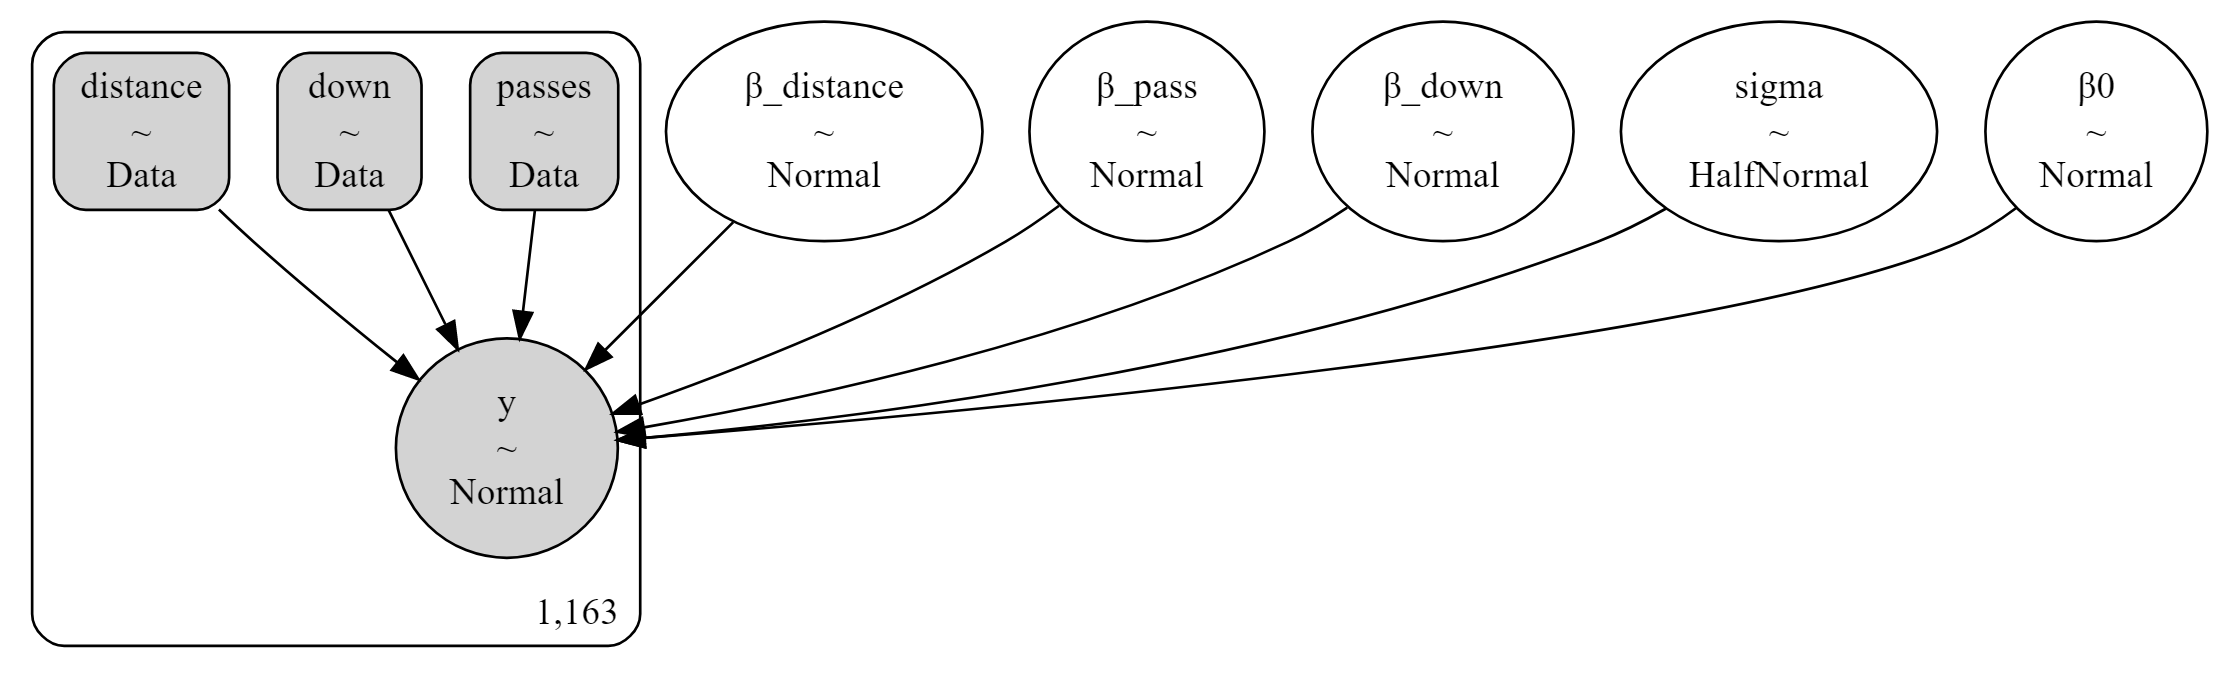 distance
~
Data
down
~
Data
passes
~
Data
β_distance
~
Normal
β_pass
~
Normal
β_down
~
Normal
sigma
~
HalfNormal
β0
~
Normal
y
~
Normal
1,163